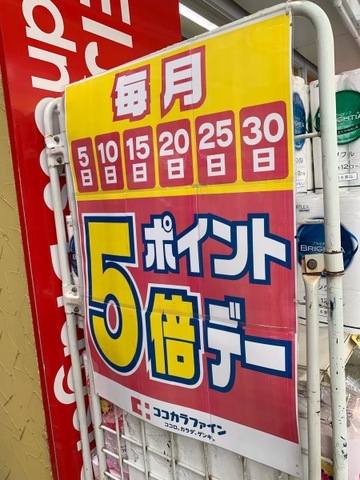 毎月
5日 10日 15日 20日 25日 30日
ポイント
5倍デー
ココカラファイン
ココロ、カラダ、ゲンキ。
BRIGHTIA
BRIGHTIA